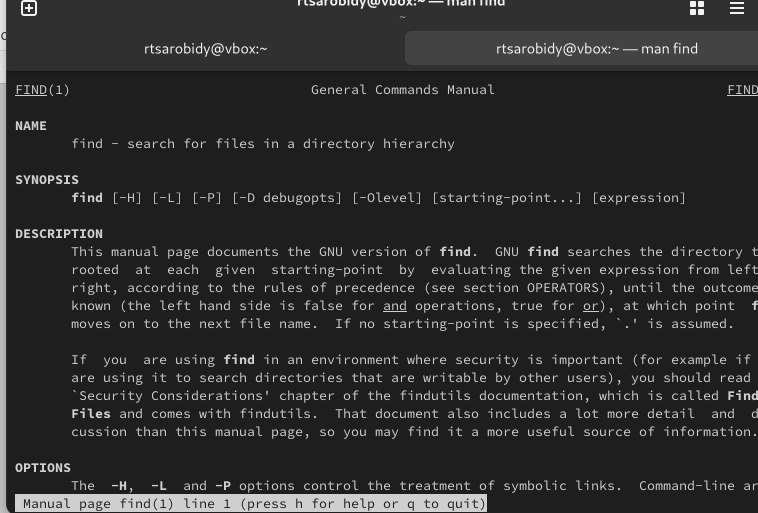 rtsarobidy@vbox:~ — man find
~
rtsarobidy@vbox:~
rtsarobidy@vbox:~ — man find
FIND(1) General Commands Manual FIND
NAME
find - search for files in a directory hierarchy
SYNOPSIS
find [-H] [-L] [-P] [-D debugopts] [-Olevel] [starting-point...] [expression]
DESCRIPTION
This manual page documents the GNU version of find. GNU find searches the directory t
rooted at each given starting-point by evaluating the given expression from left
right, according to the rules of precedence (see section OPERATORS), until the outcome
known (the left hand side is false for and operations, true for or), at which point f
moves on to the next file name. If no starting-point is specified, `.' is assumed.
If you are using find in an environment where security is important (for example if
are using it to search directories that are writable by other users), you should read
`Security Considerations' chapter of the findutils documentation, which is called Find
Files and comes with findutils. That document also includes a lot more detail and d
cussion than this manual page, so you may find it a more useful source of information.
OPTIONS
The -H, -L and -P options control the treatment of symbolic links. Command-line ar
Manual page find(1) line 1 (press h for help or q to quit)